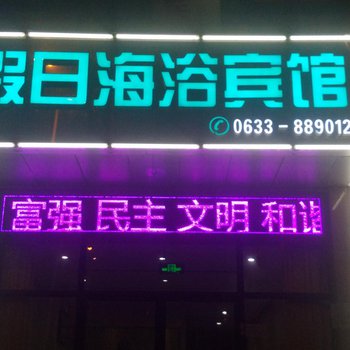 假日海浴宾馆
0633-889012
富强 民主 文明 和谐